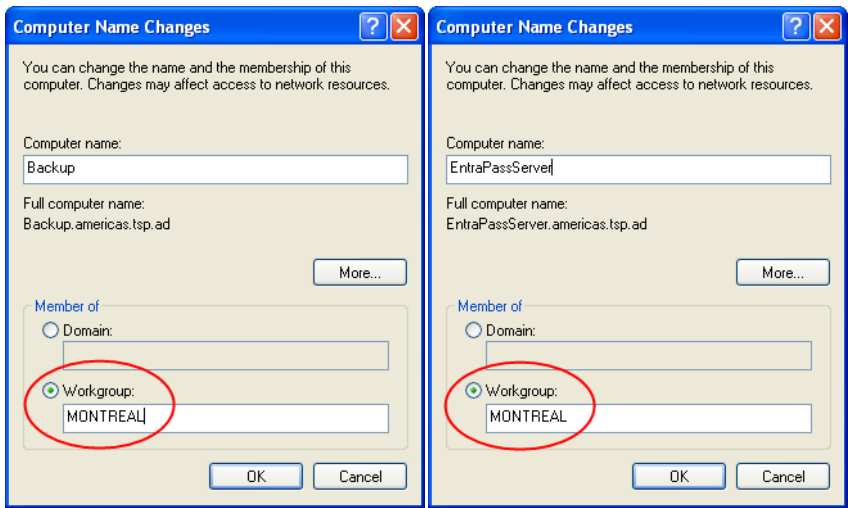 Computer Name Changes
You can change the name and the membership of this
computer. Changes may affect access to network resources.
Computer name:
Backup
Full computer name:
Backup.americas.tsp.ad
More...
Member of
Domain:
Workgroup:
MONTREAL
OK
Cancel
Computer Name Changes
You can change the name and the membership of this
computer. Changes may affect access to network resources.
Computer name:
EntraPassServer
Full computer name:
EntraPassServer.americas.tsp.ad
More...
Member of
Domain:
Workgroup:
MONTREAL
OK
Cancel